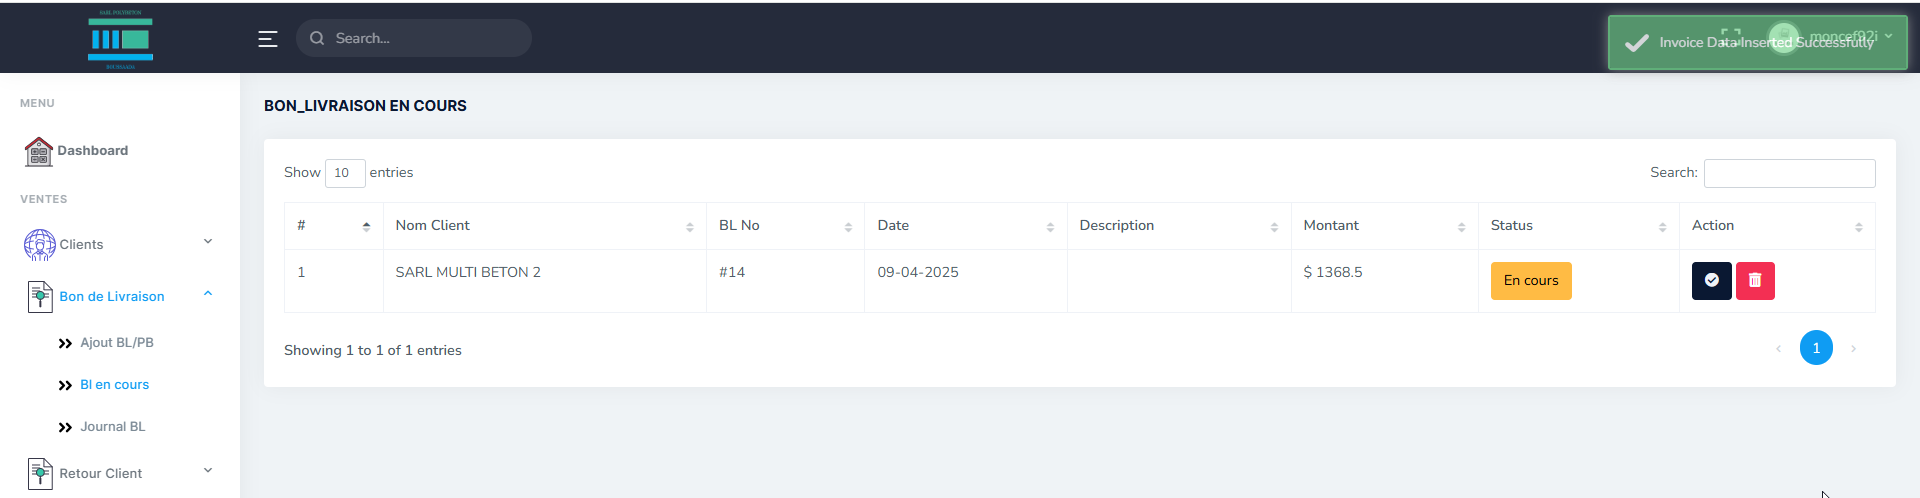 SARL POLYBETON
BOUSSAADA
Search...
Invoice Data Inserted Successfully
moncef92i
MENU
Dashboard
VENTES
Clients
Bon de Livraison
Ajout BL/PB
Bl en cours
Journal BL
Retour Client
BON_LIVRAISON EN COURS
Show 10 entries
Search:
# Nom Client BL No Date Description Montant Status Action
1 SARL MULTI BETON 2 #14 09-04-2025 $ 1368.5 En cours
Showing 1 to 1 of 1 entries
‹ 1 ›